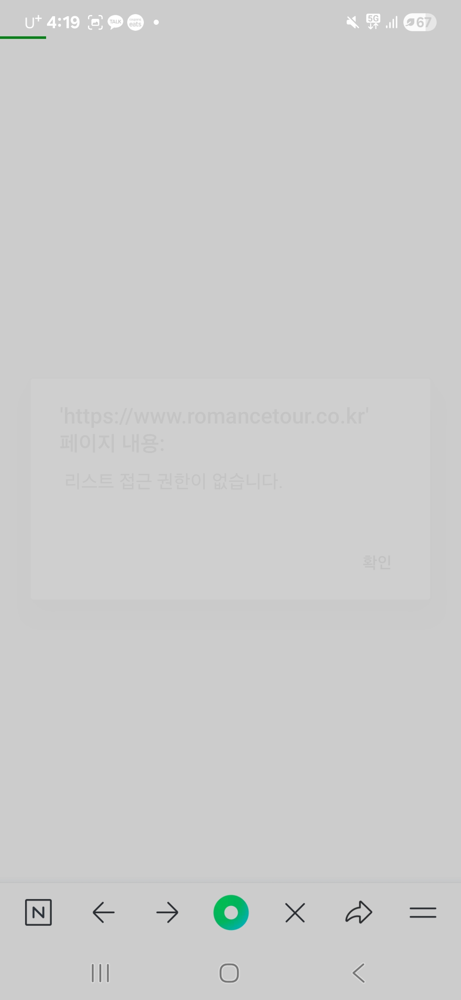 U+ 4:19 TALK coupang eats 5G 67
'https://www.romancetour.co.kr'
페이지 내용:
리스트 접근 권한이 없습니다.
확인
N